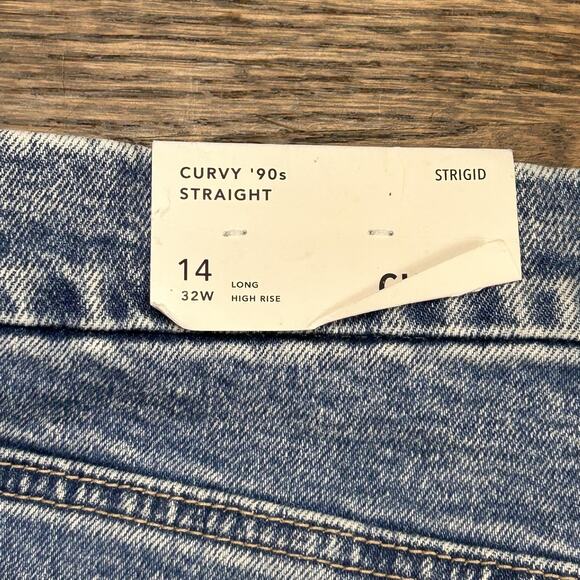 CURVY '90s
STRAIGHT
STRIGID
14
32W
LONG
HIGH RISE